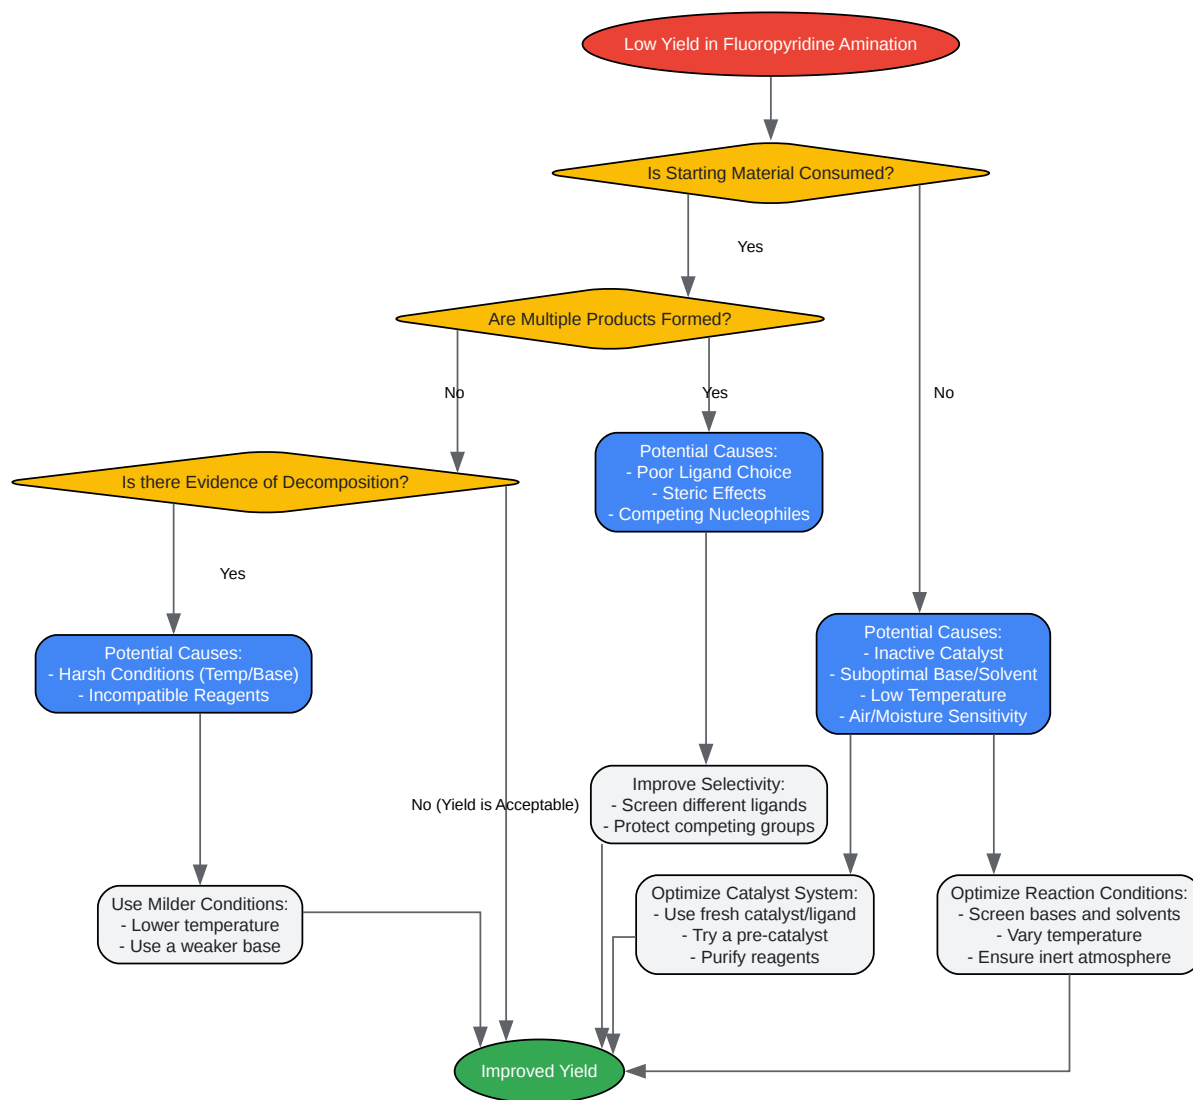 Low Yield in Fluoropyridine Amination
Is Starting Material Consumed?
Yes
Are Multiple Products Formed?
No
Yes
No
Potential Causes:
- Poor Ligand Choice
- Steric Effects
- Competing Nucleophiles
Is there Evidence of Decomposition?
Yes
Potential Causes:
- Harsh Conditions (Temp/Base)
- Incompatible Reagents
Potential Causes:
- Inactive Catalyst
- Suboptimal Base/Solvent
- Low Temperature
- Air/Moisture Sensitivity
No (Yield is Acceptable)
Improve Selectivity:
- Screen different ligands
- Protect competing groups
Use Milder Conditions:
- Lower temperature
- Use a weaker base
Optimize Catalyst System:
- Use fresh catalyst/ligand
- Try a pre-catalyst
- Purify reagents
Optimize Reaction Conditions:
- Screen bases and solvents
- Vary temperature
- Ensure inert atmosphere
Improved Yield